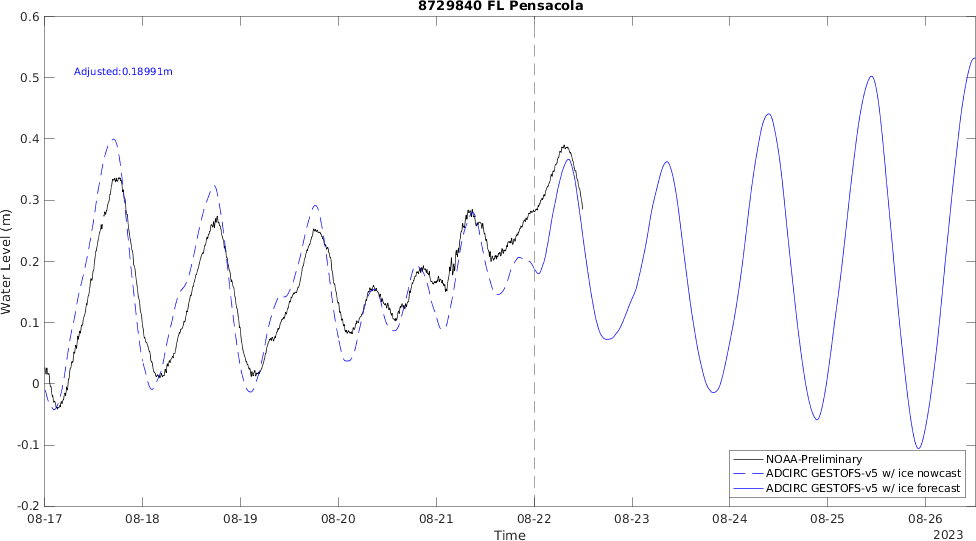 8729840 FL Pensacola
0.6
0.5
0.4
0.3
0.2
0.1
0
-0.1
-0.2
Water Level (m)
Adjusted:0.18991m
NOAA-Preliminary
ADCIRC GESTOFS-v5 w/ ice nowcast
ADCIRC GESTOFS-v5 w/ ice forecast
08-17 08-18 08-19 08-20 08-21 08-22 08-23 08-24 08-25 08-26
Time
2023